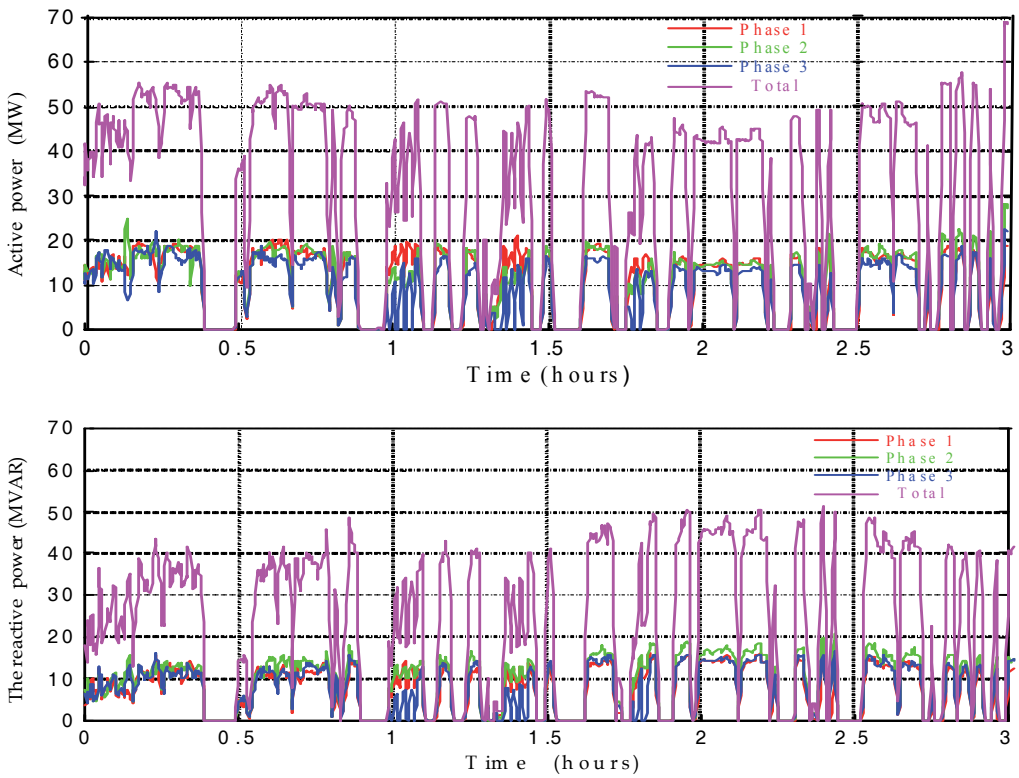 70
60
50
40
30
20
10
0
Active power (MW)
Phase 1
Phase 2
Phase 3
Total
0 0.5 1 1.5 2 2.5 3
Time (hours)
70
60
50
40
30
20
10
0
The reactive power (MVAR)
Phase 1
Phase 2
Phase 3
Total
0 0.5 1 1.5 2 2.5 3
Time (hours)